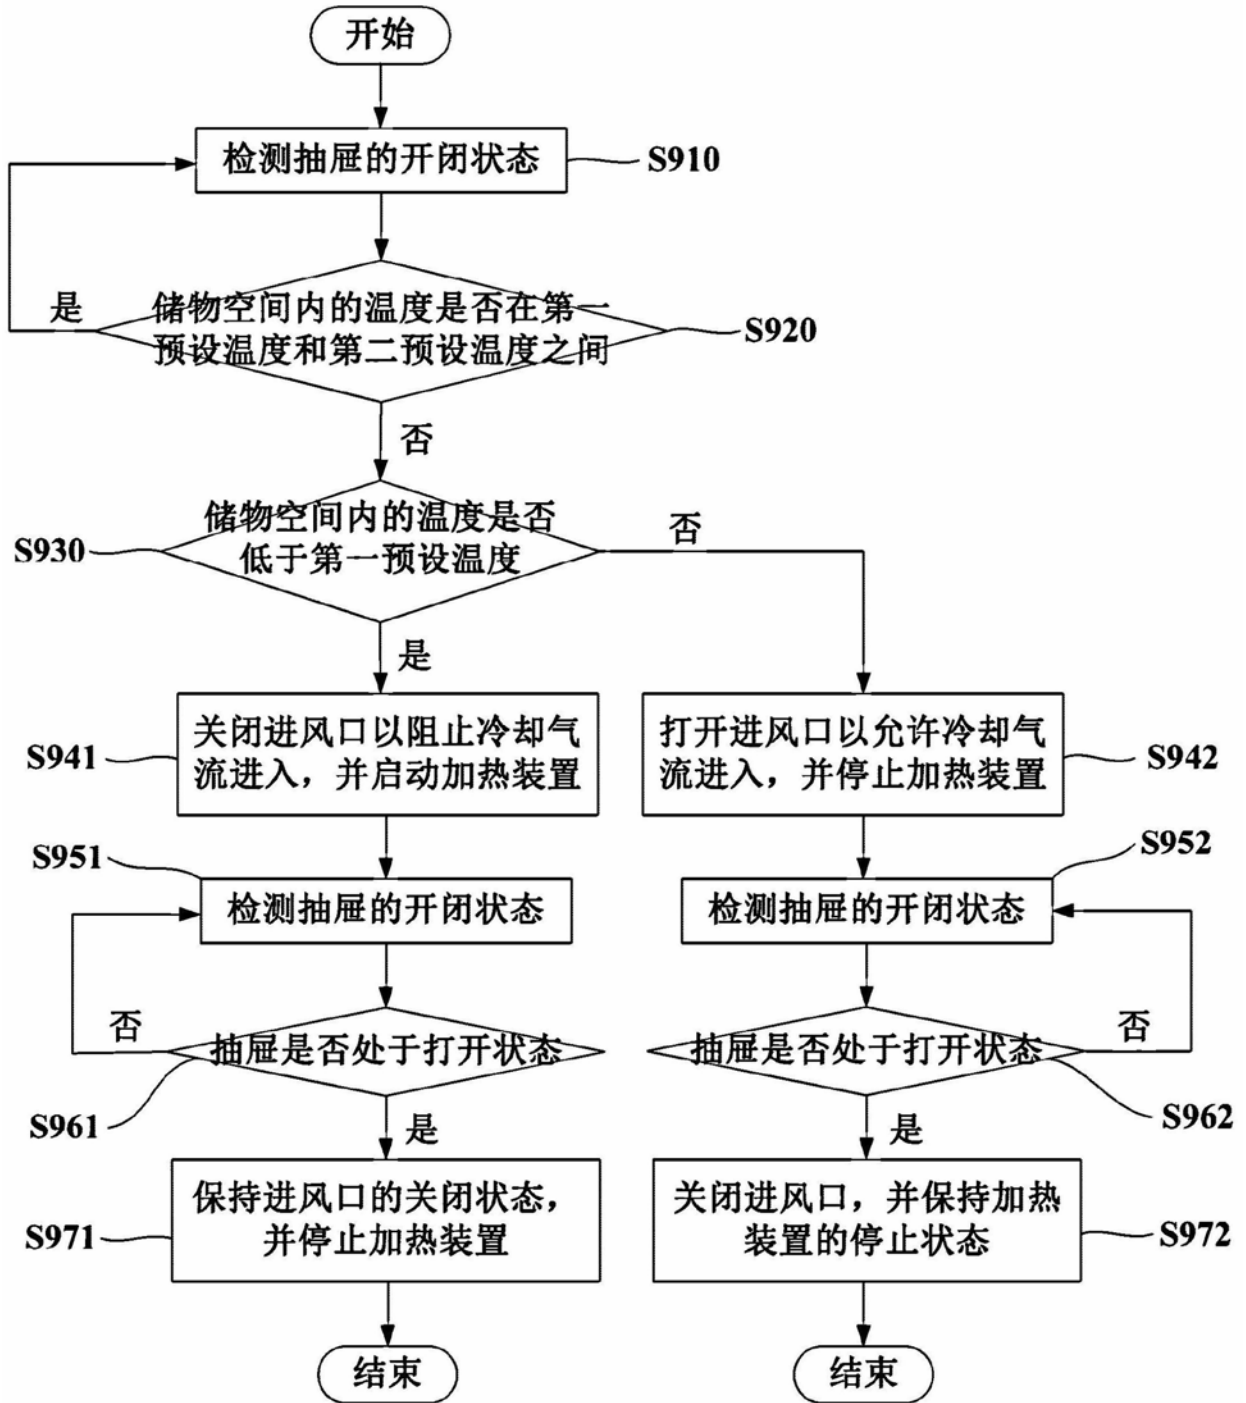 开始
检测抽屉的开闭状态
S910
是
储物空间内的温度是否在第一
预设温度和第二预设温度之间
S920
否
储物空间内的温度是否
低于第一预设温度
S930
否
是
关闭进风口以阻止冷却气
流进入，并启动加热装置
S941
打开进风口以允许冷却气
流进入，并停止加热装置
S942
S951
检测抽屉的开闭状态
S952
检测抽屉的开闭状态
否
抽屉是否处于打开状态
S961
抽屉是否处于打开状态
否
S962
是
是
保持进风口的关闭状态，
并停止加热装置
S971
关闭进风口，并保持加热
装置的停止状态
S972
结束
结束